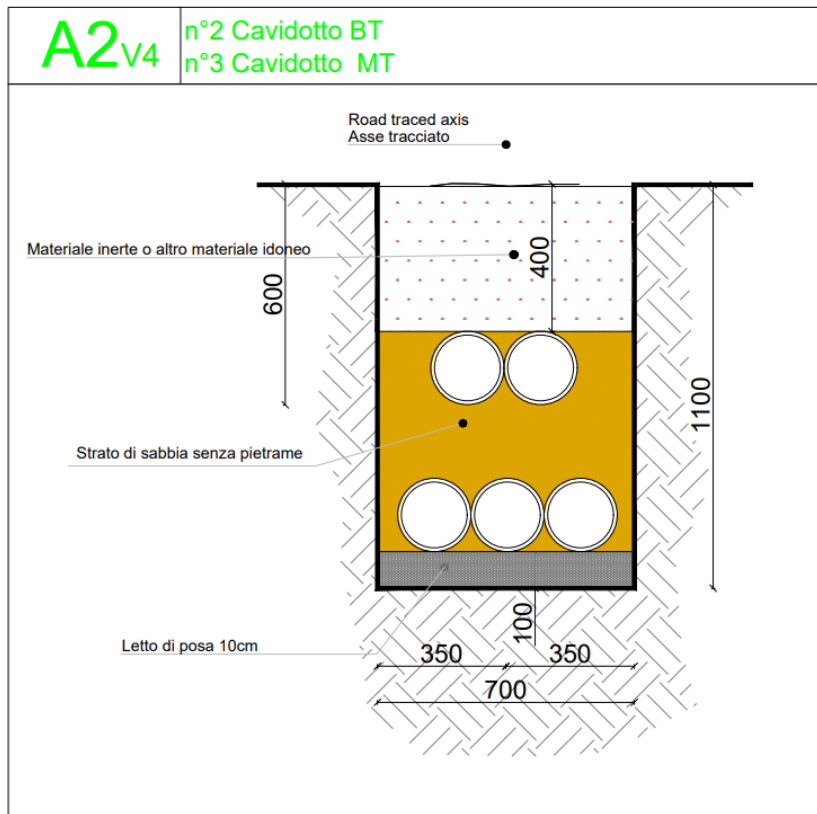 A2V4
n°2 Cavidotto BT
n°3 Cavidotto MT
Road traced axis
Asse tracciato
Materiale inerte o altro materiale idoneo
400
600
1100
Strato di sabbia senza pietrame
100
Letto di posa 10cm
350
350
700